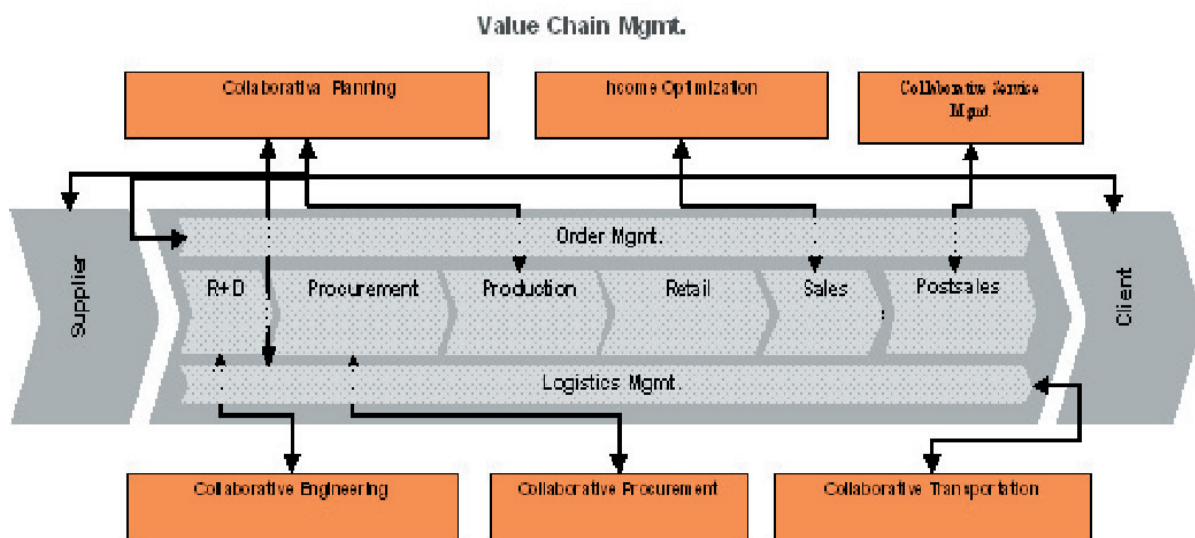 Value Chain Mgmt.
Collaborative Planning
Income Optimization
Collaborative Service
Mgmt.
Supplier
Order Mgmt.
R+D
Procurement
Production
Retail
Sales
Postsales
Client
Logistics Mgmt.
Collaborative Engineering
Collaborative Procurement
Collaborative Transportation